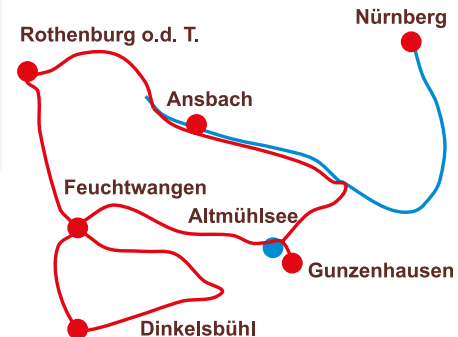 Nürnberg
Rothenburg o.d. T.
Ansbach
Feuchtwangen
Altmühlsee
Gunzenhausen
Dinkelsbühl